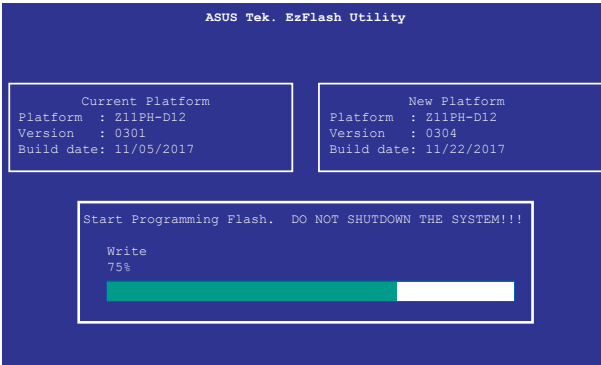 ASUS Tek. EzFlash Utility
Current Platform
Platform : Z11PH-D12
Version : 0301
Build date: 11/05/2017
New Platform
Platform : Z11PH-D12
Version : 0304
Build date: 11/22/2017
Start Programming Flash. DO NOT SHUTDOWN THE SYSTEM!!!
Write
75%